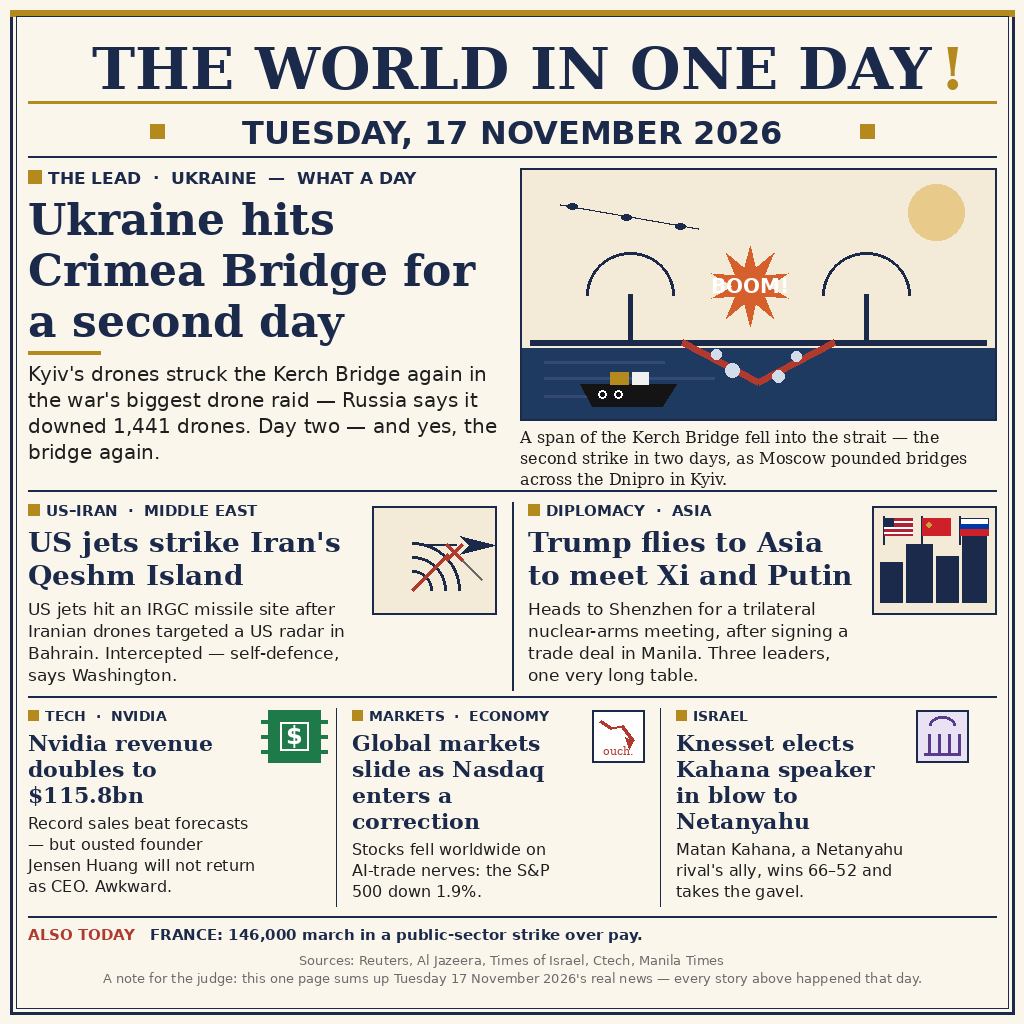 THE WORLD IN ONE DAY!
TUESDAY, 17 NOVEMBER 2026
THE LEAD · UKRAINE — WHAT A DAY
Ukraine hits
Crimea Bridge for
a second day
Kyiv's drones struck the Kerch Bridge again in
the war's biggest drone raid — Russia says it
downed 1,441 drones. Day two — and yes, the
bridge again.
BOOM!
A span of the Kerch Bridge fell into the strait — the
second strike in two days, as Moscow pounded bridges
across the Dnipro in Kyiv.
US–IRAN · MIDDLE EAST
US jets strike Iran's
Qeshm Island
US jets hit an IRGC missile site after
Iranian drones targeted a US radar in
Bahrain. Intercepted — self-defence,
says Washington.
DIPLOMACY · ASIA
Trump flies to Asia
to meet Xi and Putin
Heads to Shenzhen for a trilateral
nuclear-arms meeting, after signing a
trade deal in Manila. Three leaders,
one very long table.
TECH · NVIDIA
Nvidia revenue
doubles to
$115.8bn
$
Record sales beat forecasts
— but ousted founder
Jensen Huang will not return
as CEO. Awkward.
MARKETS · ECONOMY
Global markets
slide as Nasdaq
enters a
correction
ouch.
Stocks fell worldwide on
AI-trade nerves: the S&P
500 down 1.9%.
ISRAEL
Knesset elects
Kahana speaker
in blow to
Netanyahu
Matan Kahana, a Netanyahu
rival's ally, wins 66–52 and
takes the gavel.
ALSO TODAY FRANCE: 146,000 march in a public-sector strike over pay.
Sources: Reuters, Al Jazeera, Times of Israel, Ctech, Manila Times
A note for the judge: this one page sums up Tuesday 17 November 2026's real news — every story above happened that day.